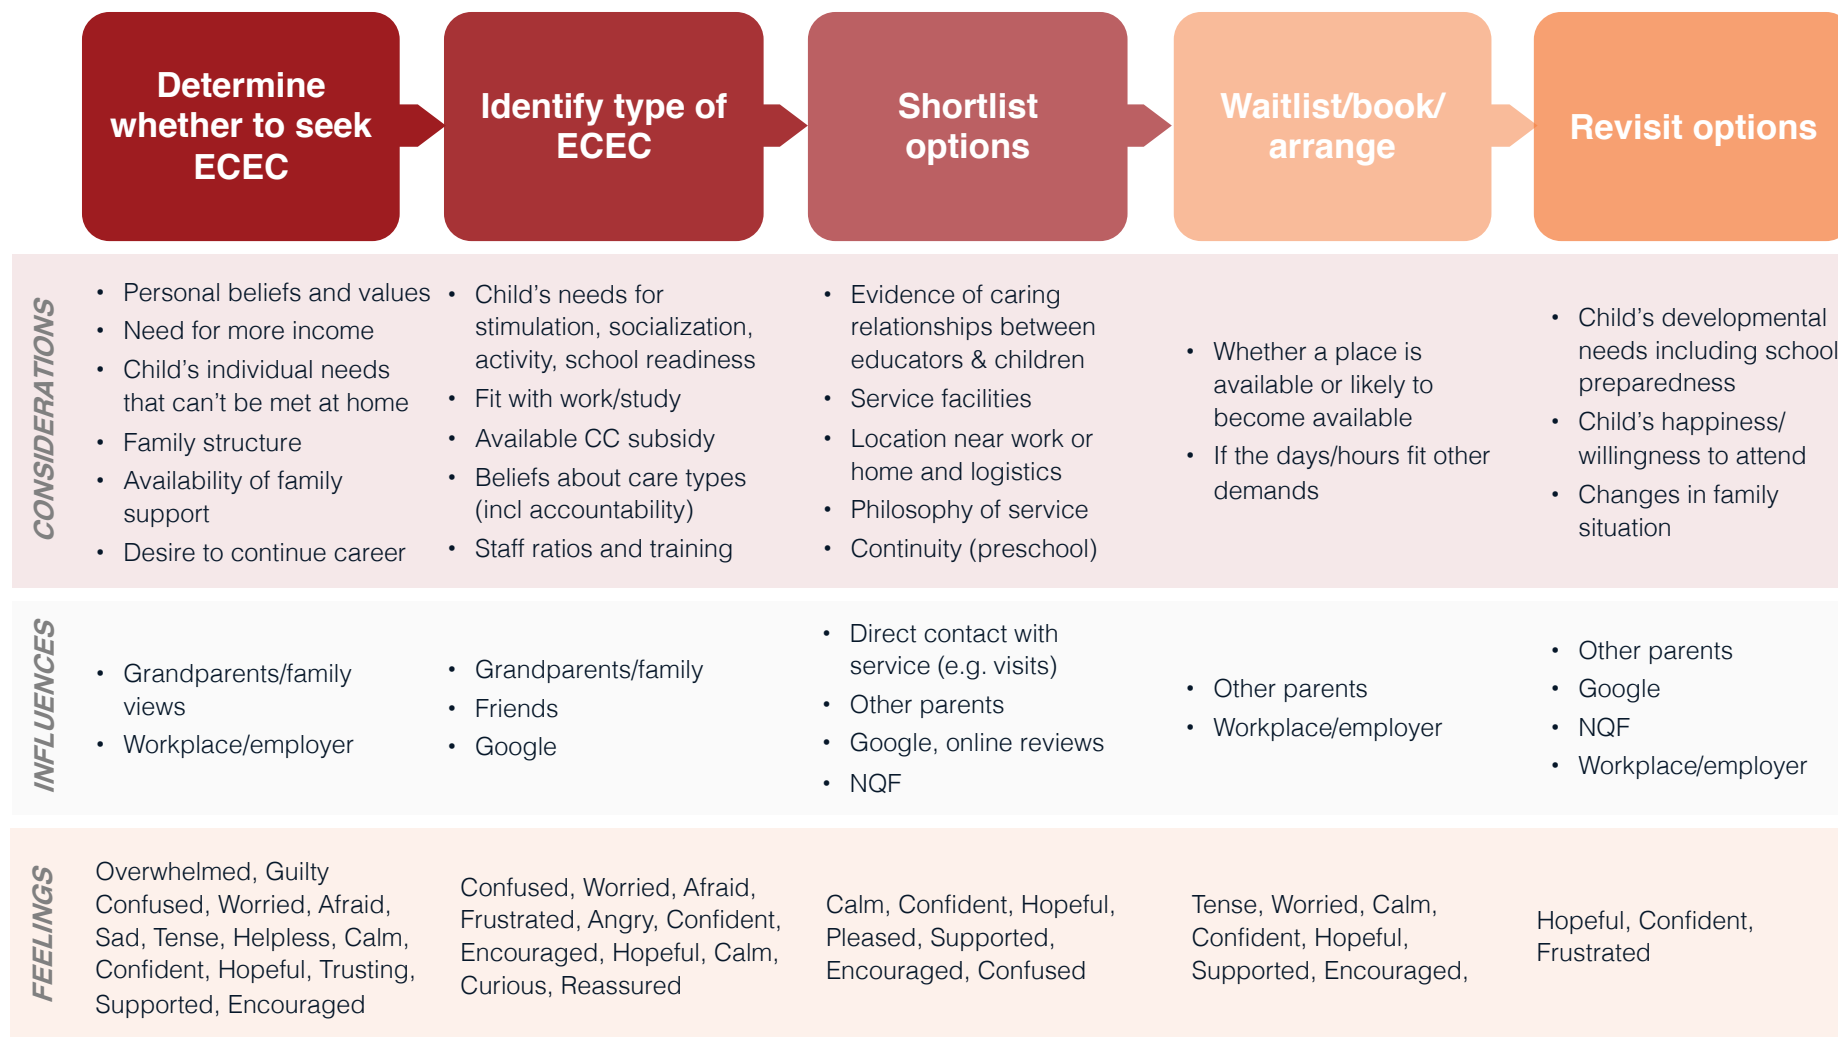 Determine
whether to seek
ECEC
Identify type of
ECEC
Shortlist
options
Waitlist/book/
arrange
Revisit options
CONSIDERATIONS
• Personal beliefs and values
• Need for more income
• Child’s individual needs
that can’t be met at home
• Family structure
• Availability of family
support
• Desire to continue career
• Child’s needs for
stimulation, socialization,
activity, school readiness
• Fit with work/study
• Available CC subsidy
• Beliefs about care types
(incl accountability)
• Staff ratios and training
• Evidence of caring
relationships between
educators & children
• Service facilities
• Location near work or
home and logistics
• Philosophy of service
• Continuity (preschool)
• Whether a place is
available or likely to
become available
• If the days/hours fit other
demands
• Child’s developmental
needs including school
preparedness
• Child’s happiness/
willingness to attend
• Changes in family
situation
INFLUENCES
• Grandparents/family
views
• Workplace/employer
• Grandparents/family
• Friends
• Google
• Direct contact with
service (e.g. visits)
• Other parents
• Google, online reviews
• NQF
• Other parents
• Workplace/employer
• Other parents
• Google
• NQF
• Workplace/employer
FEELINGS
Overwhelmed, Guilty
Confused, Worried, Afraid,
Sad, Tense, Helpless, Calm,
Confident, Hopeful, Trusting,
Supported, Encouraged
Confused, Worried, Afraid,
Frustrated, Angry, Confident,
Encouraged, Hopeful, Calm,
Curious, Reassured
Calm, Confident, Hopeful,
Pleased, Supported,
Encouraged, Confused
Tense, Worried, Calm,
Confident, Hopeful,
Supported, Encouraged,
Hopeful, Confident,
Frustrated